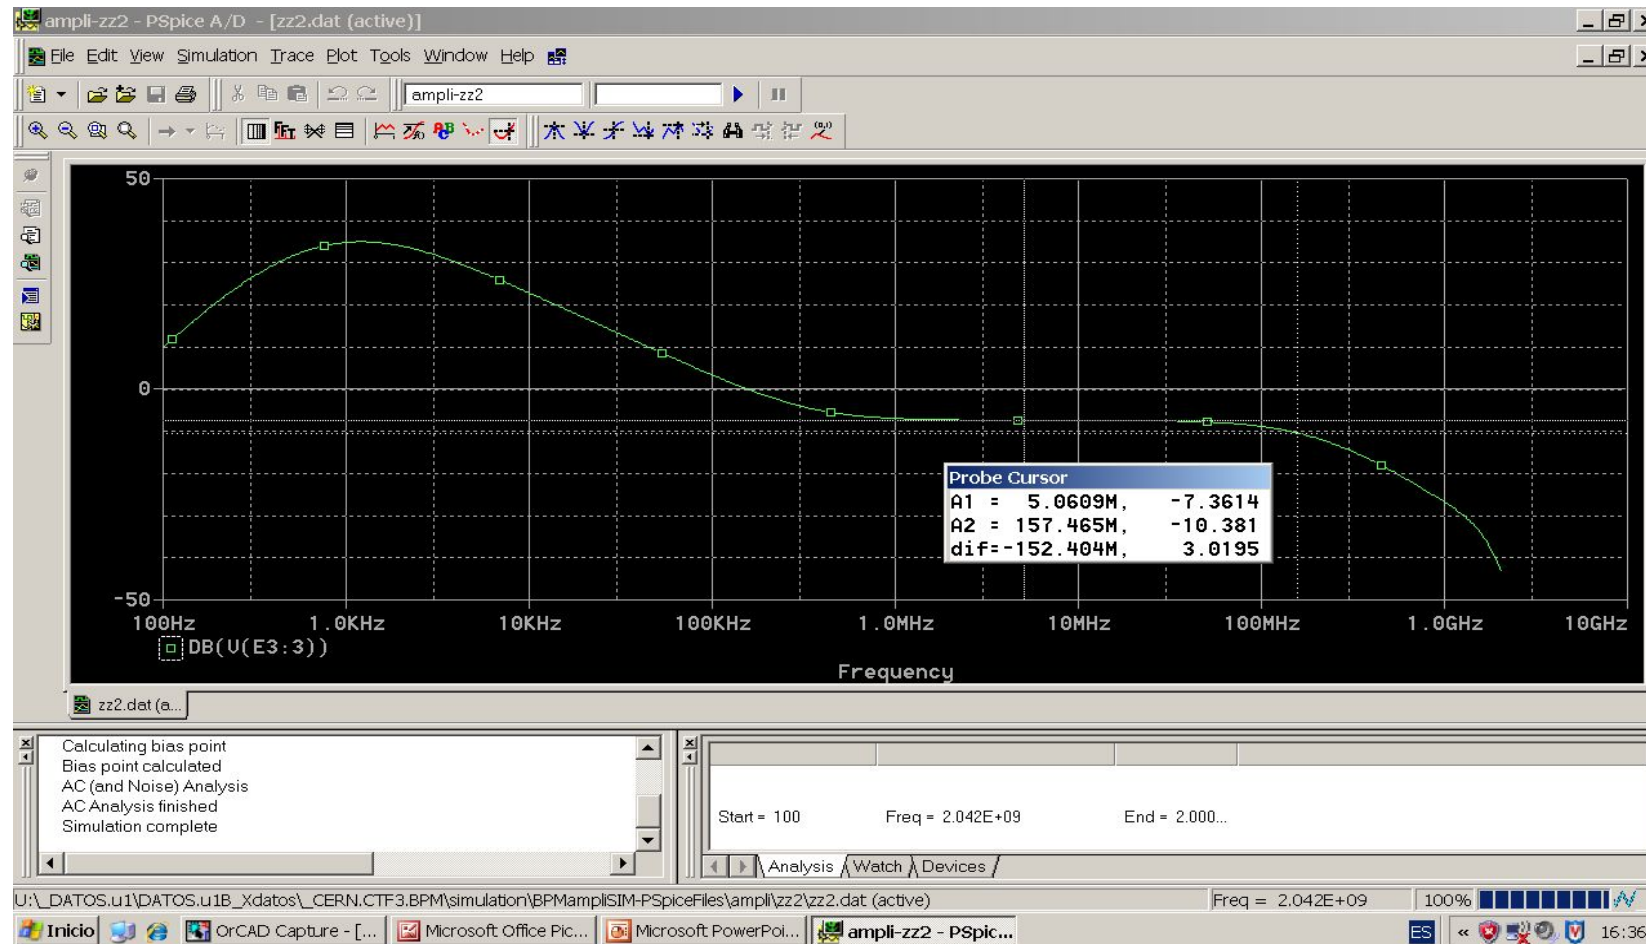 ampli-zz2 - PSpice A/D - [zz2.dat (active)]
File Edit View Simulation Trace Plot Tools Window Help
ampli-zz2
50
0
-50
Probe Cursor
A1 = 5.0609M, -7.3614
A2 = 157.465M, -10.381
dif=-152.404M, 3.0195
100Hz 1.0KHz 10KHz 100KHz 1.0MHz 10MHz 100MHz 1.0GHz 10GHz
DB(V(E3:3))
Frequency
zz2.dat (a...
Calculating bias point
Bias point calculated
AC (and Noise) Analysis
AC Analysis finished
Simulation complete
Start = 100 Freq = 2.042E+09 End = 2.000...
Analysis Watch Devices
U:\_DATOS.u1\DATOS.u1B_Xdatos\_CERN.CTF3.BPM\simulation\BPMampliSIM-PSpiceFiles\ampli\zz2\zz2.dat (active) Freq = 2.042E+09 100%
Inicio OrCAD Capture - [... Microsoft Office Pic... Microsoft PowerPoi... ampli-zz2 - PSpic... ES « 16:36